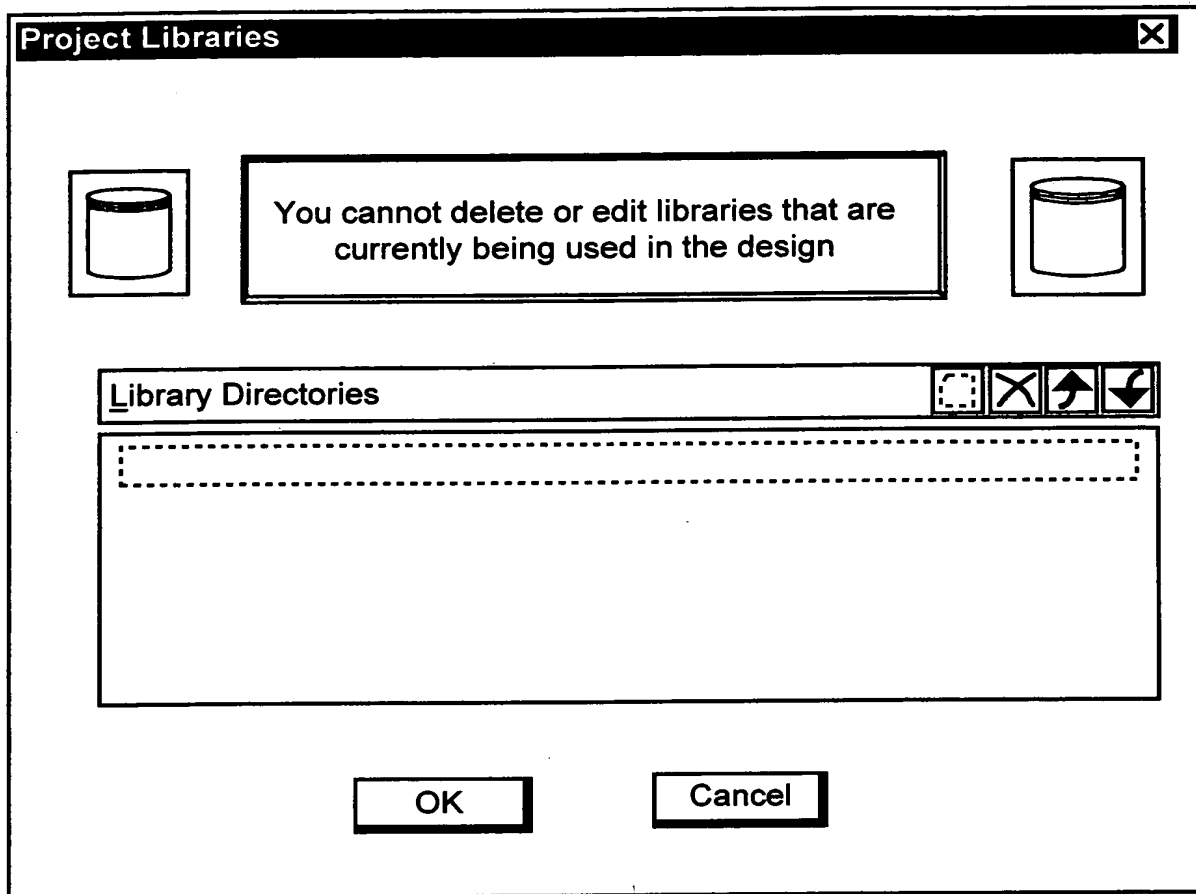 Project Libraries
You cannot delete or edit libraries that are
currently being used in the design
Library Directories
OK
Cancel